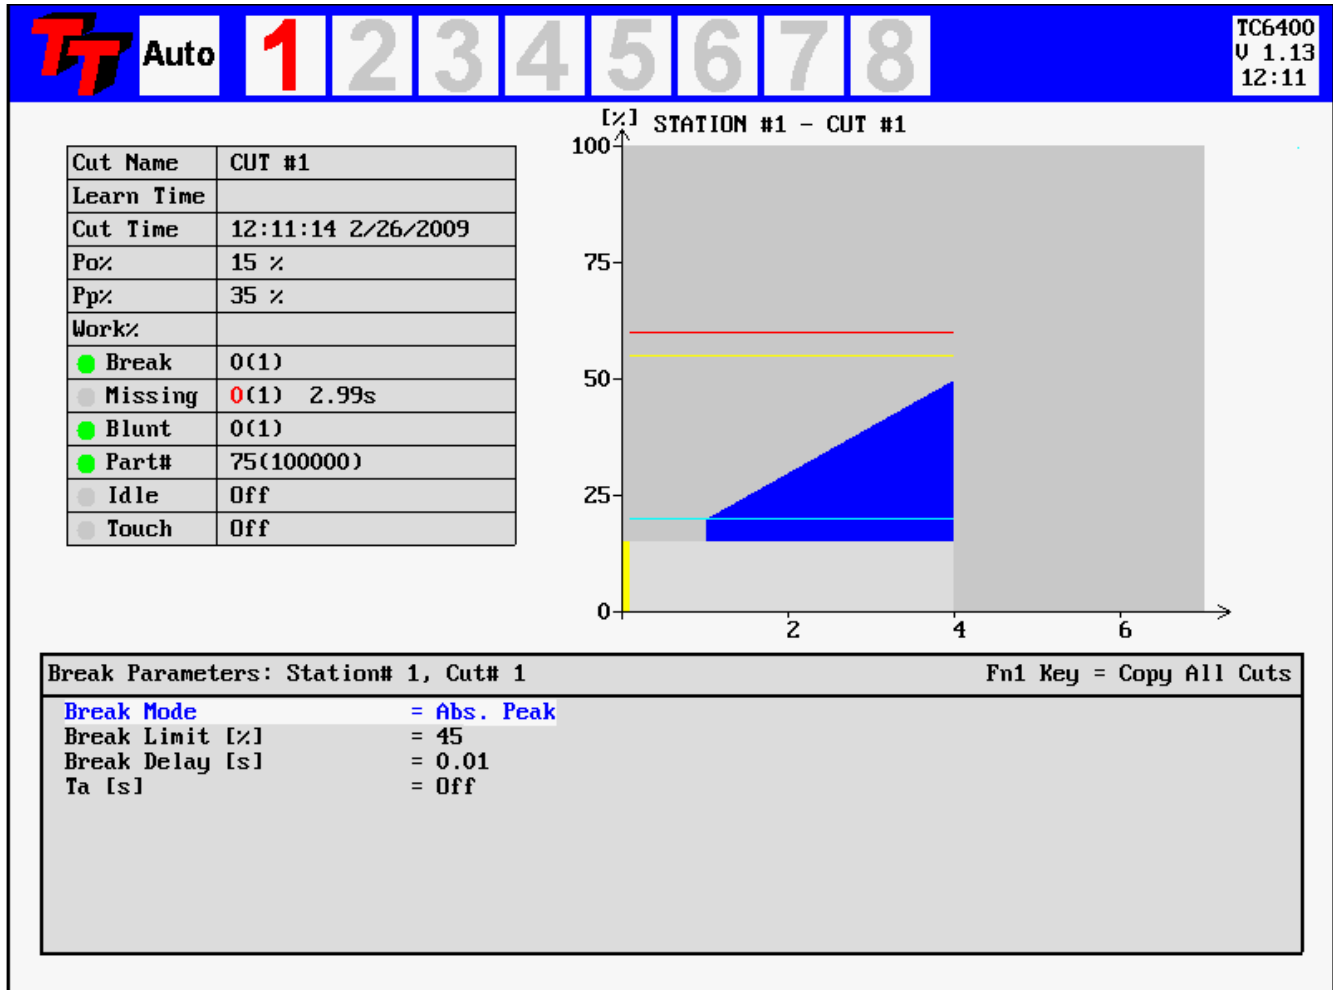 TT Auto 1 2 3 4 5 6 7 8
TC6400
V 1.13
12:11
Cut Name CUT #1
Learn Time
Cut Time 12:11:14 2/26/2009
Po% 15 %
Pp% 35 %
Work%
Break 0(1)
Missing 0(1) 2.99s
Blunt 0(1)
Part# 75(100000)
Idle Off
Touch Off
[%] STATION #1 - CUT #1
100
75
50
25
0
2 4 6
Break Parameters: Station# 1, Cut# 1 Fn1 Key = Copy All Cuts
Break Mode = Abs. Peak
Break Limit [%] = 45
Break Delay [s] = 0.01
Ta [s] = Off